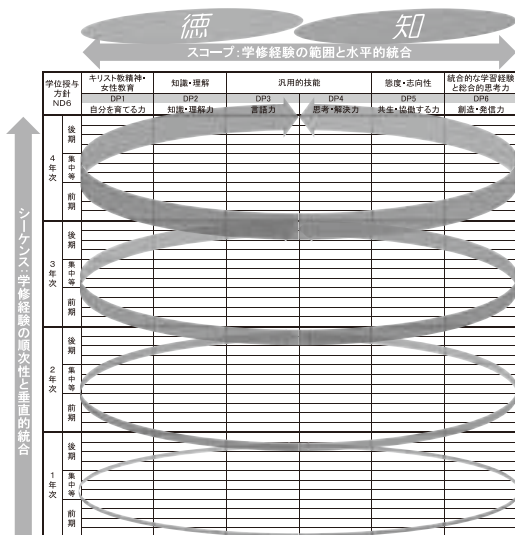 徳
知
スコープ:学修経験の範囲と水平的統合
学位授与
方針
ND6
キリスト教精神・
女性教育
知識・理解
汎用的技能
態度・志向性
統合的な学習経験
と総合的思考力
DP1
DP2
DP3
DP4
DP5
DP6
自分を育てる力
知識・理解力
言語力
思考・解決力
共生・協働する力
創造・発信力
シーケンス:学修経験の順次性と垂直的統合
4年次
後期
集中等
前期
3年次
後期
集中等
前期
2年次
後期
集中等
前期
1年次
後期
集中等
前期